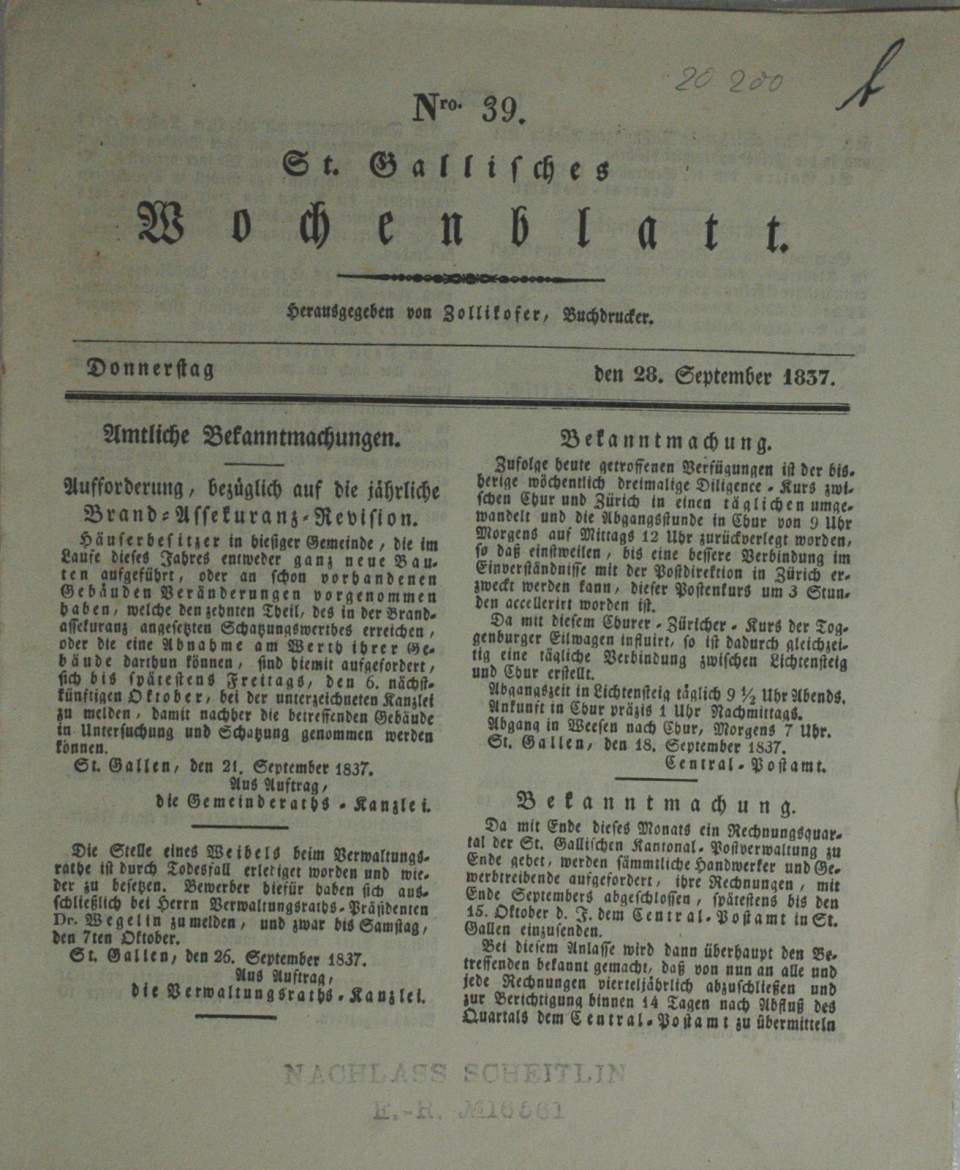 20 200
Nro. 39.
St. Gallisches
Wochenblatt.
Herausgegeben von Zollikofer, Buchdrucker.
Donnerstag den 28. September 1837.
Amtliche Bekanntmachungen.
Aufforderung, bezüglich auf die jährliche
Brand-Assekuranz-Revision.
Häuserbesitzer in hiesiger Gemeinde, die im
Laufe dieses Jahres entweder ganz neue Bau-
ten aufgeführt, oder an schon vorhandenen
Gebäuden Veränderungen vorgenommen
haben, welche den zehnten Theil, des in der Brand-
assekuranz angesetzten Schatzungswerthes erreichen,
oder die eine Abnahme am Werth ihrer Ge-
bäude darthun können, sind hiemit aufgefordert,
sich bis spätestens Freitags, den 6. nächst-
künftigen Oktober, bei der unterzeichneten Kanzlei
zu melden, damit nachher die betreffenden Gebäude
in Untersuchung und Schatzung genommen werden
können.
St. Gallen, den 21. September 1837.
Aus Auftrag,
die Gemeinderaths-Kanzlei.
Die Stelle eines Weibels beim Verwaltungs-
rathe ist durch Todesfall erlediget worden und wie-
der zu besetzen. Bewerber hiefür haben sich aus-
schließlich bei Herrn Verwaltungsraths-Präsidenten
Dr. Wegelin zu melden, und zwar bis Samstag,
den 7ten Oktober.
St. Gallen, den 26. September 1837.
Aus Auftrag,
die Verwaltungsraths-Kanzlei.
Bekanntmachung.
Zufolge heute getroffenen Verfügungen ist der bis-
herige wöchentlich dreimalige Diligence-Kurs zwi-
schen Chur und Zürich in einen täglichen umge-
wandelt und die Abgangsstunde in Chur von 9 Uhr
Morgens auf Mittags 12 Uhr zurückverlegt worden,
so daß einstweilen, bis eine bessere Verbindung im
Einverständnisse mit der Postdirektion in Zürich er-
zweckt werden kann, dieser Postenkurs um 3 Stun-
den accellerirt worden ist.
Da mit diesem Churer-Züricher-Kurs der Tog-
genburger Eilwagen influirt, so ist dadurch gleichzei-
tig eine tägliche Verbindung zwischen Lichtensteig
und Chur erstellt.
Abgangszeit in Lichtensteig täglich 9 ½ Uhr Abends.
Ankunft in Chur präzis 1 Uhr Nachmittags.
Abgang in Weesen nach Chur, Morgens 7 Uhr.
St. Gallen, den 18. September 1837.
Central-Postamt.
Bekanntmachung.
Da mit Ende dieses Monats ein Rechnungsquar-
tal der St. Gallischen Kantonal-Postverwaltung zu
Ende gehet, werden sämmtliche Handwerker und Ge-
werbtreibende aufgefordert, ihre Rechnungen, mit
Ende Septembers abgeschlossen, spätestens bis den
15. Oktober d. J. dem Central-Postamt in St.
Gallen einzusenden.
Bei diesem Anlasse wird dann überhaupt den Be-
treffenden bekannt gemacht, daß von nun an alle und
jede Rechnungen vierteljährlich abzuschließen und
zur Berichtigung binnen 14 Tagen nach Abfluß des
Quartals dem Central-Postamt zu übermitteln
NACHLASS SCHEITLIN
E.-R.